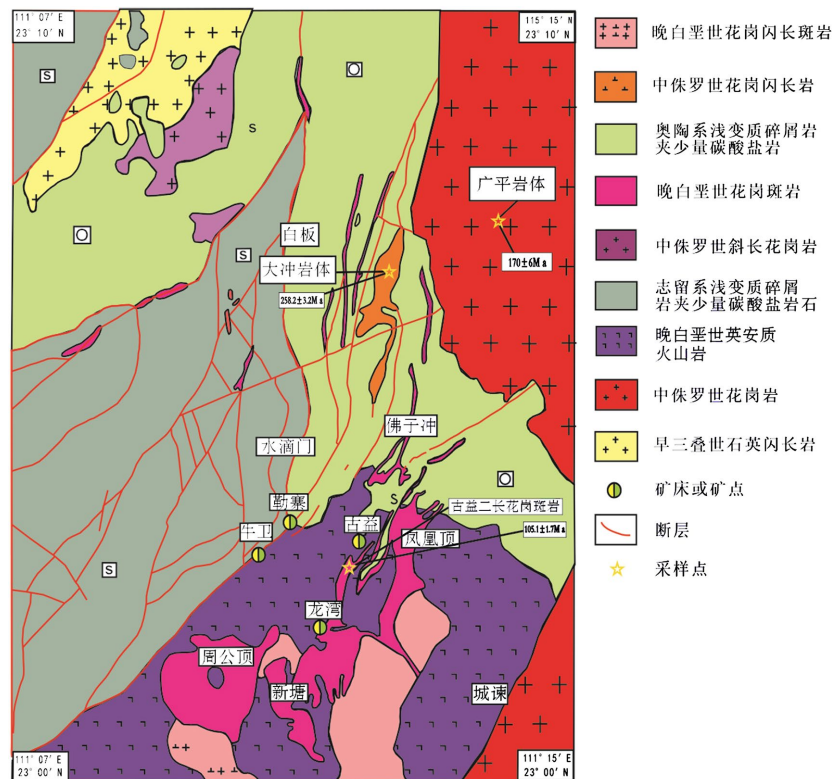 111° 07′ E
23° 10′ N
115° 15′ N
23° 10′ N
S
O
S
广平岩体
170±6Ma
O
白板
S
大冲岩体
258.2±3.2Ma
佛子冲
水滴门
O
S
勒寨
古益
古益二长花岗斑岩
牛卫
凤凰顶
105.1±1.7Ma
S
龙湾
周公顶
新塘
城谏
111° 07′ E
23° 00′ N
111° 15′ E
23° 00′ N
晚白垩世花岗闪长斑岩
中侏罗世花岗闪长岩
奥陶系浅变质碎屑岩
夹少量碳酸盐岩
晚白垩世花岗斑岩
中侏罗世斜长花岗岩
志留系浅变质碎屑
岩夹少量碳酸盐岩石
晚白垩世英安质
火山岩
中侏罗世花岗岩
早三叠世石英闪长岩
矿床或矿点
断层
采样点